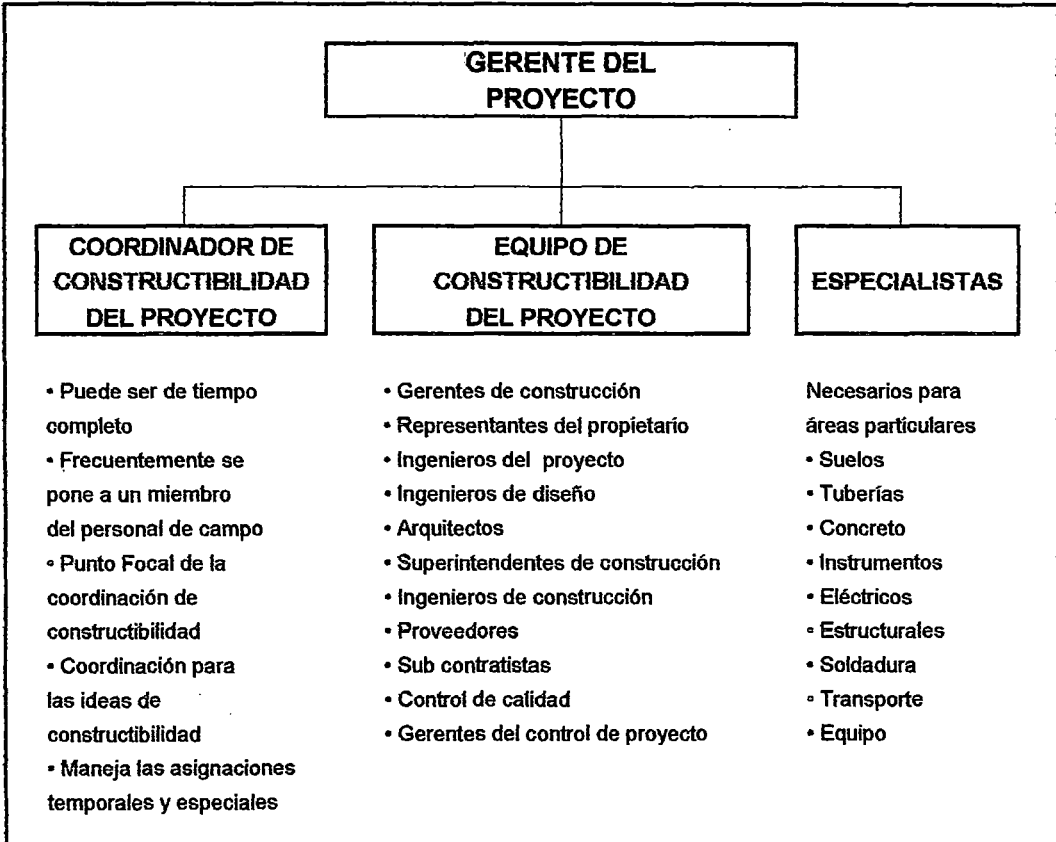 GERENTE DEL
PROYECTO
COORDINADOR DE
CONSTRUCTIBILIDAD
DEL PROYECTO
EQUIPO DE
CONSTRUCTIBILIDAD
DEL PROYECTO
ESPECIALISTAS
• Puede ser de tiempo
completo
• Frecuentemente se
pone a un miembro
del personal de campo
• Punto Focal de la
coordinación de
constructibilidad
• Coordinación para
las ideas de
constructibilidad
• Maneja las asignaciones
temporales y especiales
• Gerentes de construcción
• Representantes del propietario
• Ingenieros del proyecto
• Ingenieros de diseño
• Arquitectos
• Superintendentes de construcción
• Ingenieros de construcción
• Proveedores
• Sub contratistas
• Control de calidad
• Gerentes del control de proyecto
Necesarios para
áreas particulares
• Suelos
• Tuberías
• Concreto
• Instrumentos
• Eléctricos
• Estructurales
• Soldadura
• Transporte
• Equipo